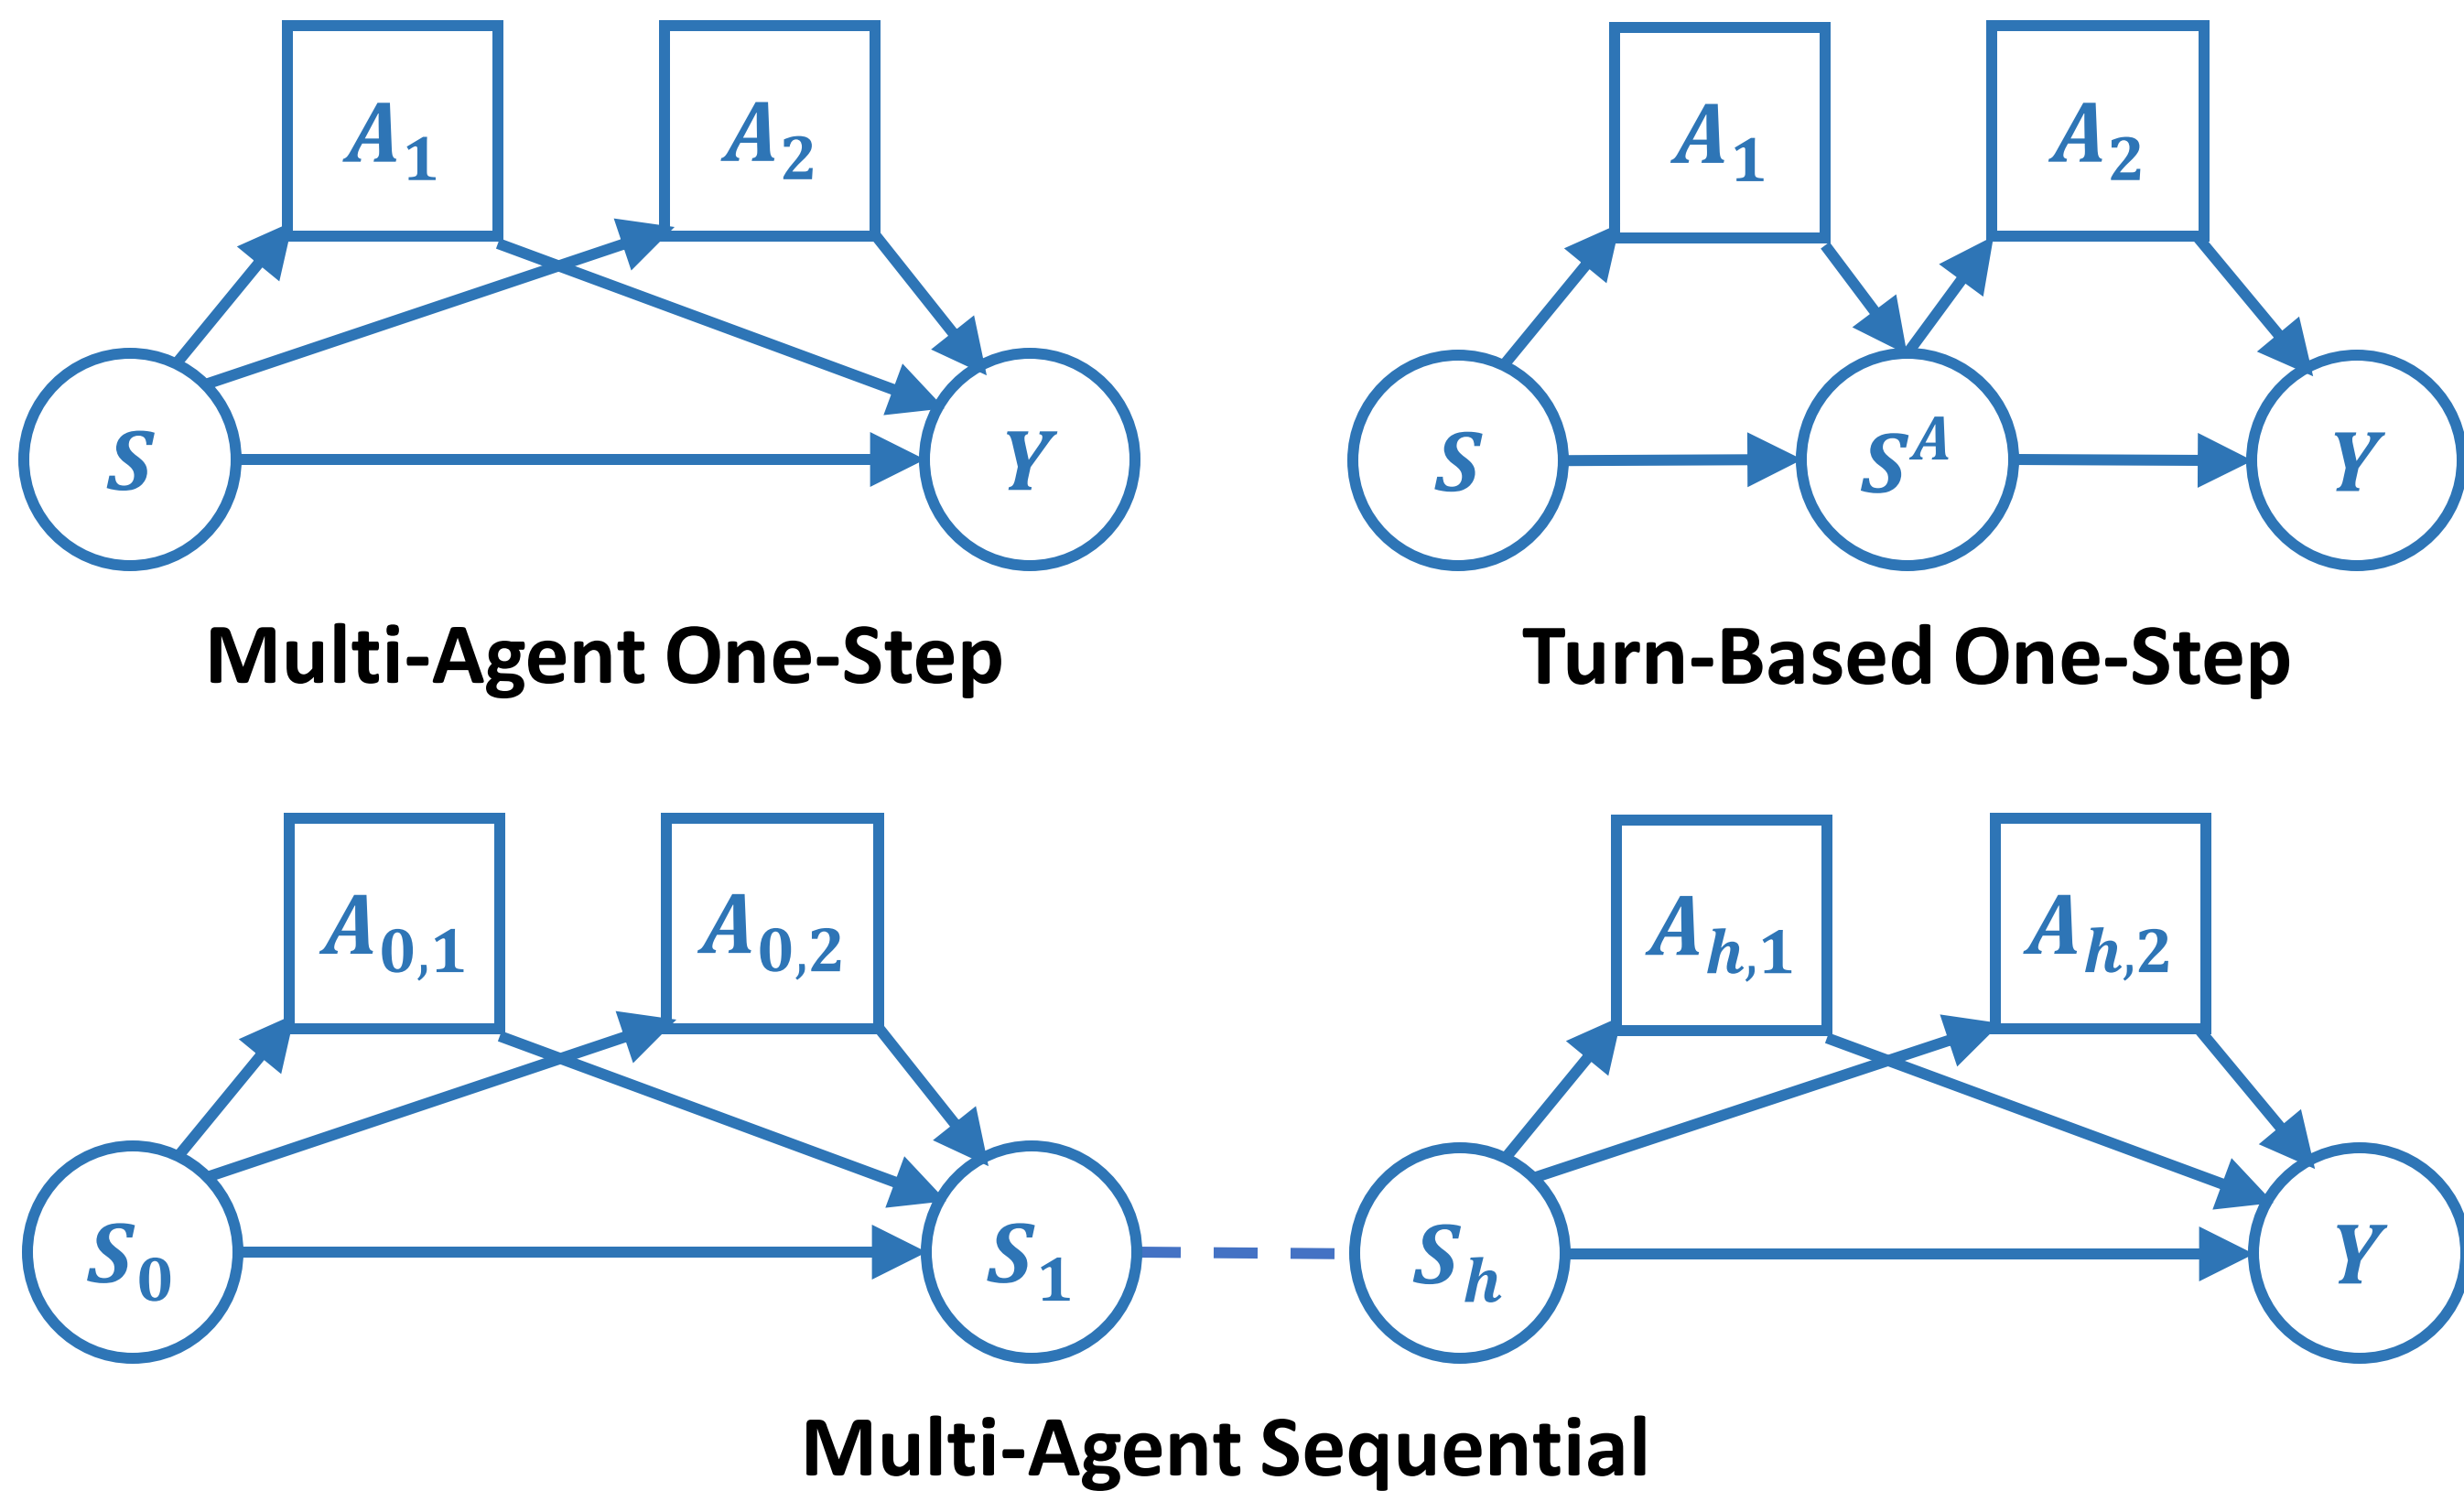 A₁
A₂
S
Y
Multi-Agent One-Step
A₁
A₂
S
Sᴬ
Y
Turn-Based One-Step
A₀,₁
A₀,₂
Aₕ,₁
Aₕ,₂
S₀
S₁
Sₕ
Y
Multi-Agent Sequential